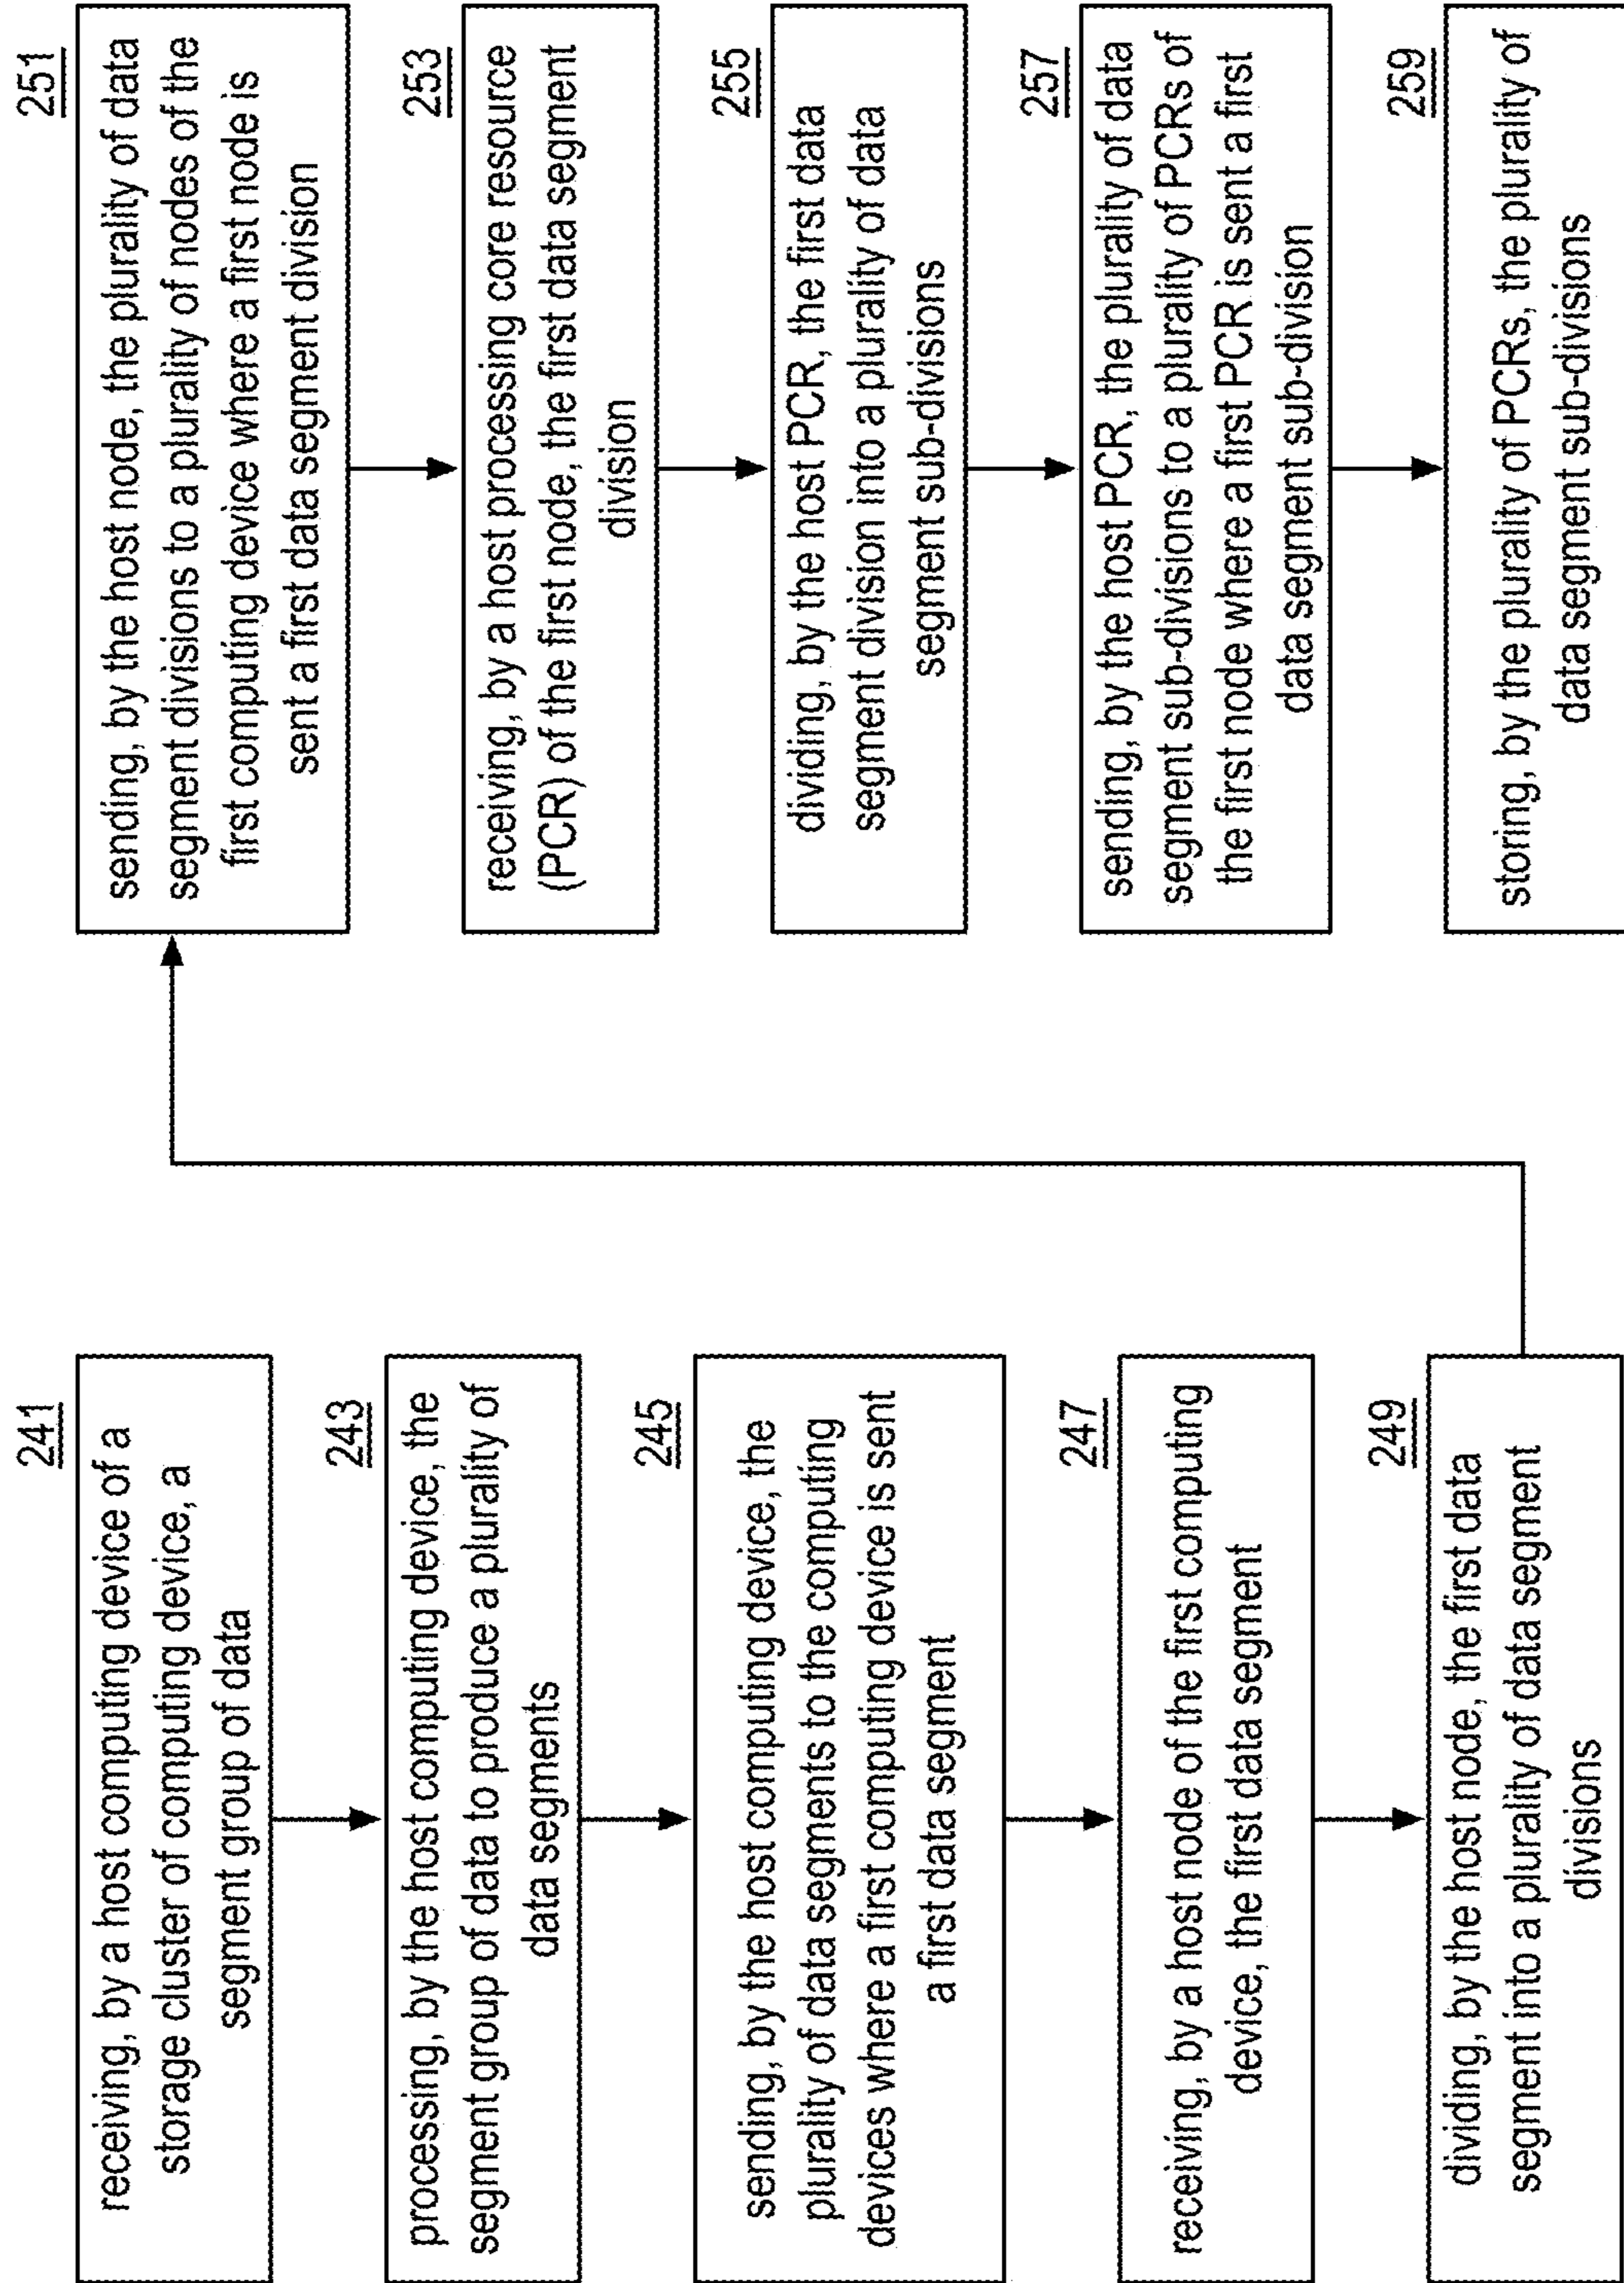 241
receiving, by a host computing device of a
storage cluster of computing device, a
segment group of data
243
processing, by the host computing device, the
segment group of data to produce a plurality of
data segments
245
sending, by the host computing device, the
plurality of data segments to the computing
devices where a first computing device is sent
a first data segment
247
receiving, by a host node of the first computing
device, the first data segment
249
dividing, by the host node, the first data
segment into a plurality of data segment
divisions
251
sending, by the host node, the plurality of data
segment divisions to a plurality of nodes of the
first computing device where a first node is
sent a first data segment division
253
receiving, by a host processing core resource
(PCR) of the first node, the first data segment
division
255
dividing, by the host PCR, the first data
segment division into a plurality of data
segment sub-divisions
257
sending, by the host PCR, the plurality of data
segment sub-divisions to a plurality of PCRs of
the first node where a first PCR is sent a first
data segment sub-division
259
storing, by the plurality of PCRs, the plurality of
data segment sub-divisions